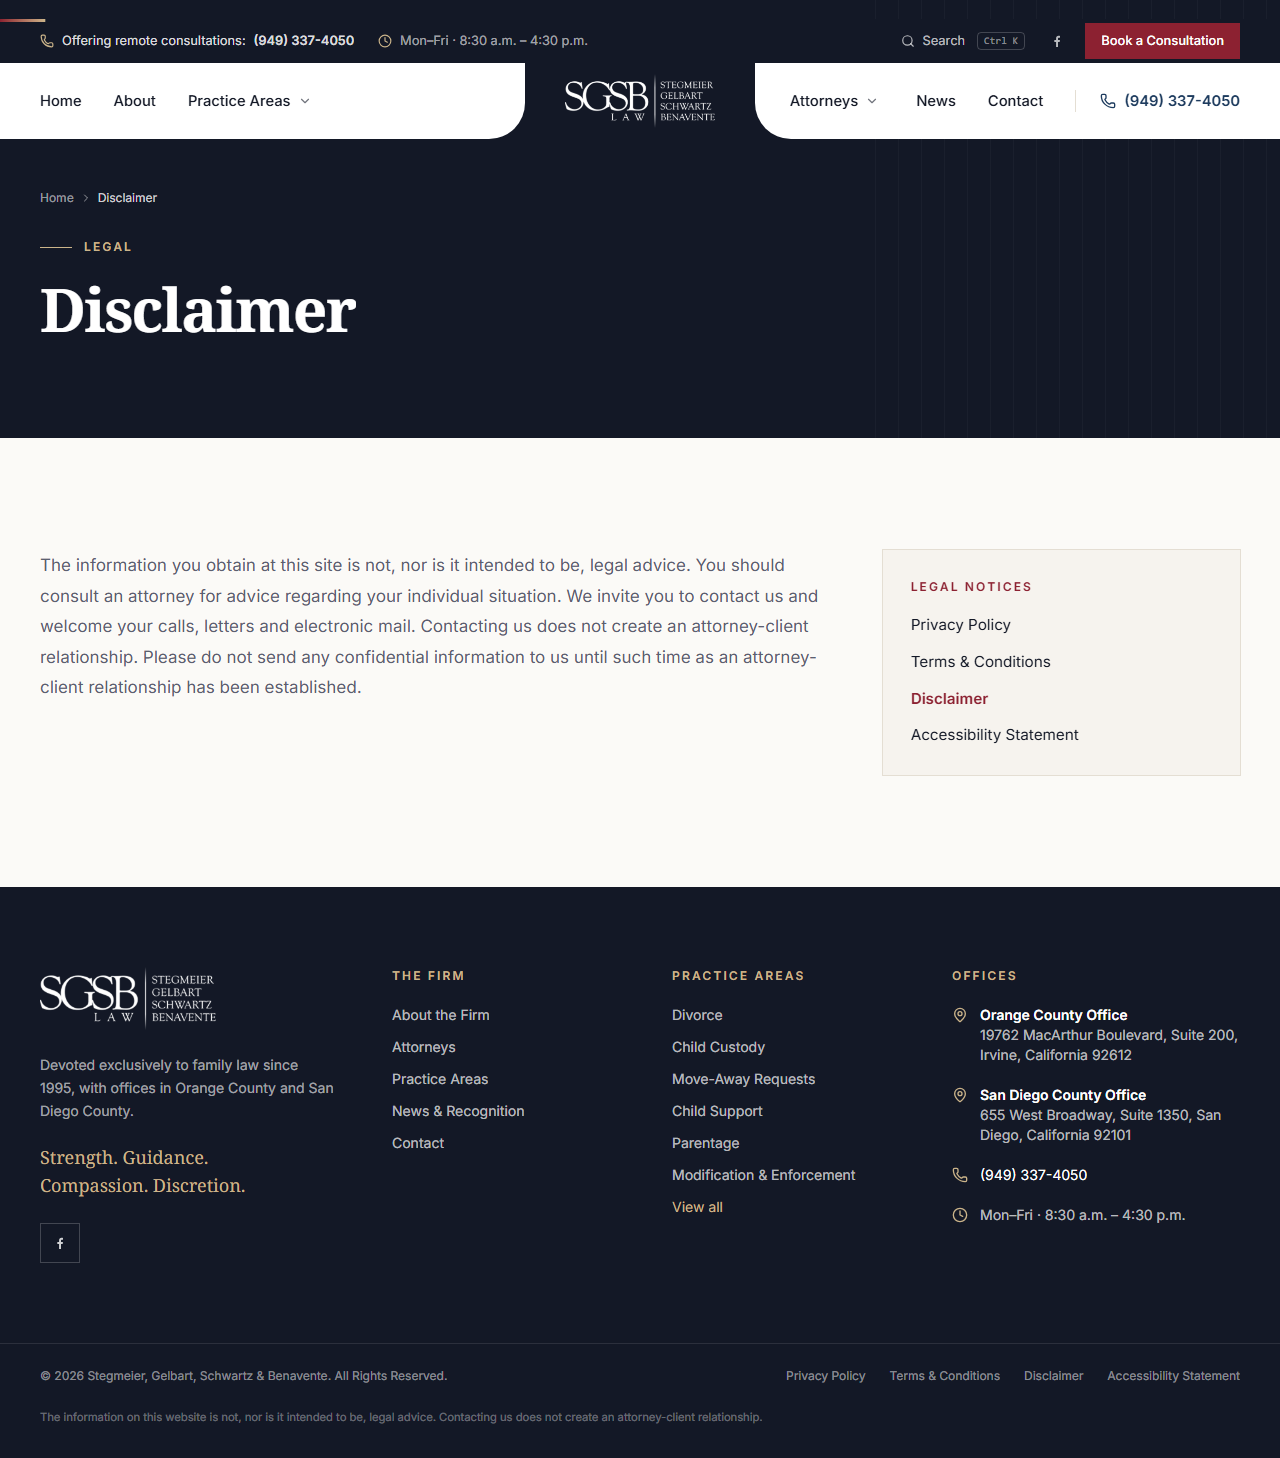 Offering remote consultations: (949) 337-4050 Mon–Fri · 8:30 a.m. – 4:30 p.m. Search Ctrl K f Book a Consultation
Home About Practice Areas
SGSB LAW
STEGMEIER
GELBART
SCHWARTZ
BENAVENTE
Attorneys News Contact (949) 337-4050
Home > Disclaimer
LEGAL
Disclaimer
The information you obtain at this site is not, nor is it intended to be, legal advice. You should
consult an attorney for advice regarding your individual situation. We invite you to contact us and
welcome your calls, letters and electronic mail. Contacting us does not create an attorney-client
relationship. Please do not send any confidential information to us until such time as an attorney-
client relationship has been established.
LEGAL NOTICES
Privacy Policy
Terms & Conditions
Disclaimer
Accessibility Statement
SGSB LAW
STEGMEIER
GELBART
SCHWARTZ
BENAVENTE
Devoted exclusively to family law since
1995, with offices in Orange County and San
Diego County.
Strength. Guidance.
Compassion. Discretion.
f
THE FIRM
About the Firm
Attorneys
Practice Areas
News & Recognition
Contact
PRACTICE AREAS
Divorce
Child Custody
Move-Away Requests
Child Support
Parentage
Modification & Enforcement
View all
OFFICES
Orange County Office
19762 MacArthur Boulevard, Suite 200,
Irvine, California 92612
San Diego County Office
655 West Broadway, Suite 1350, San
Diego, California 92101
(949) 337-4050
Mon–Fri · 8:30 a.m. – 4:30 p.m.
© 2026 Stegmeier, Gelbart, Schwartz & Benavente. All Rights Reserved.
Privacy Policy Terms & Conditions Disclaimer Accessibility Statement
The information on this website is not, nor is it intended to be, legal advice. Contacting us does not create an attorney-client relationship.